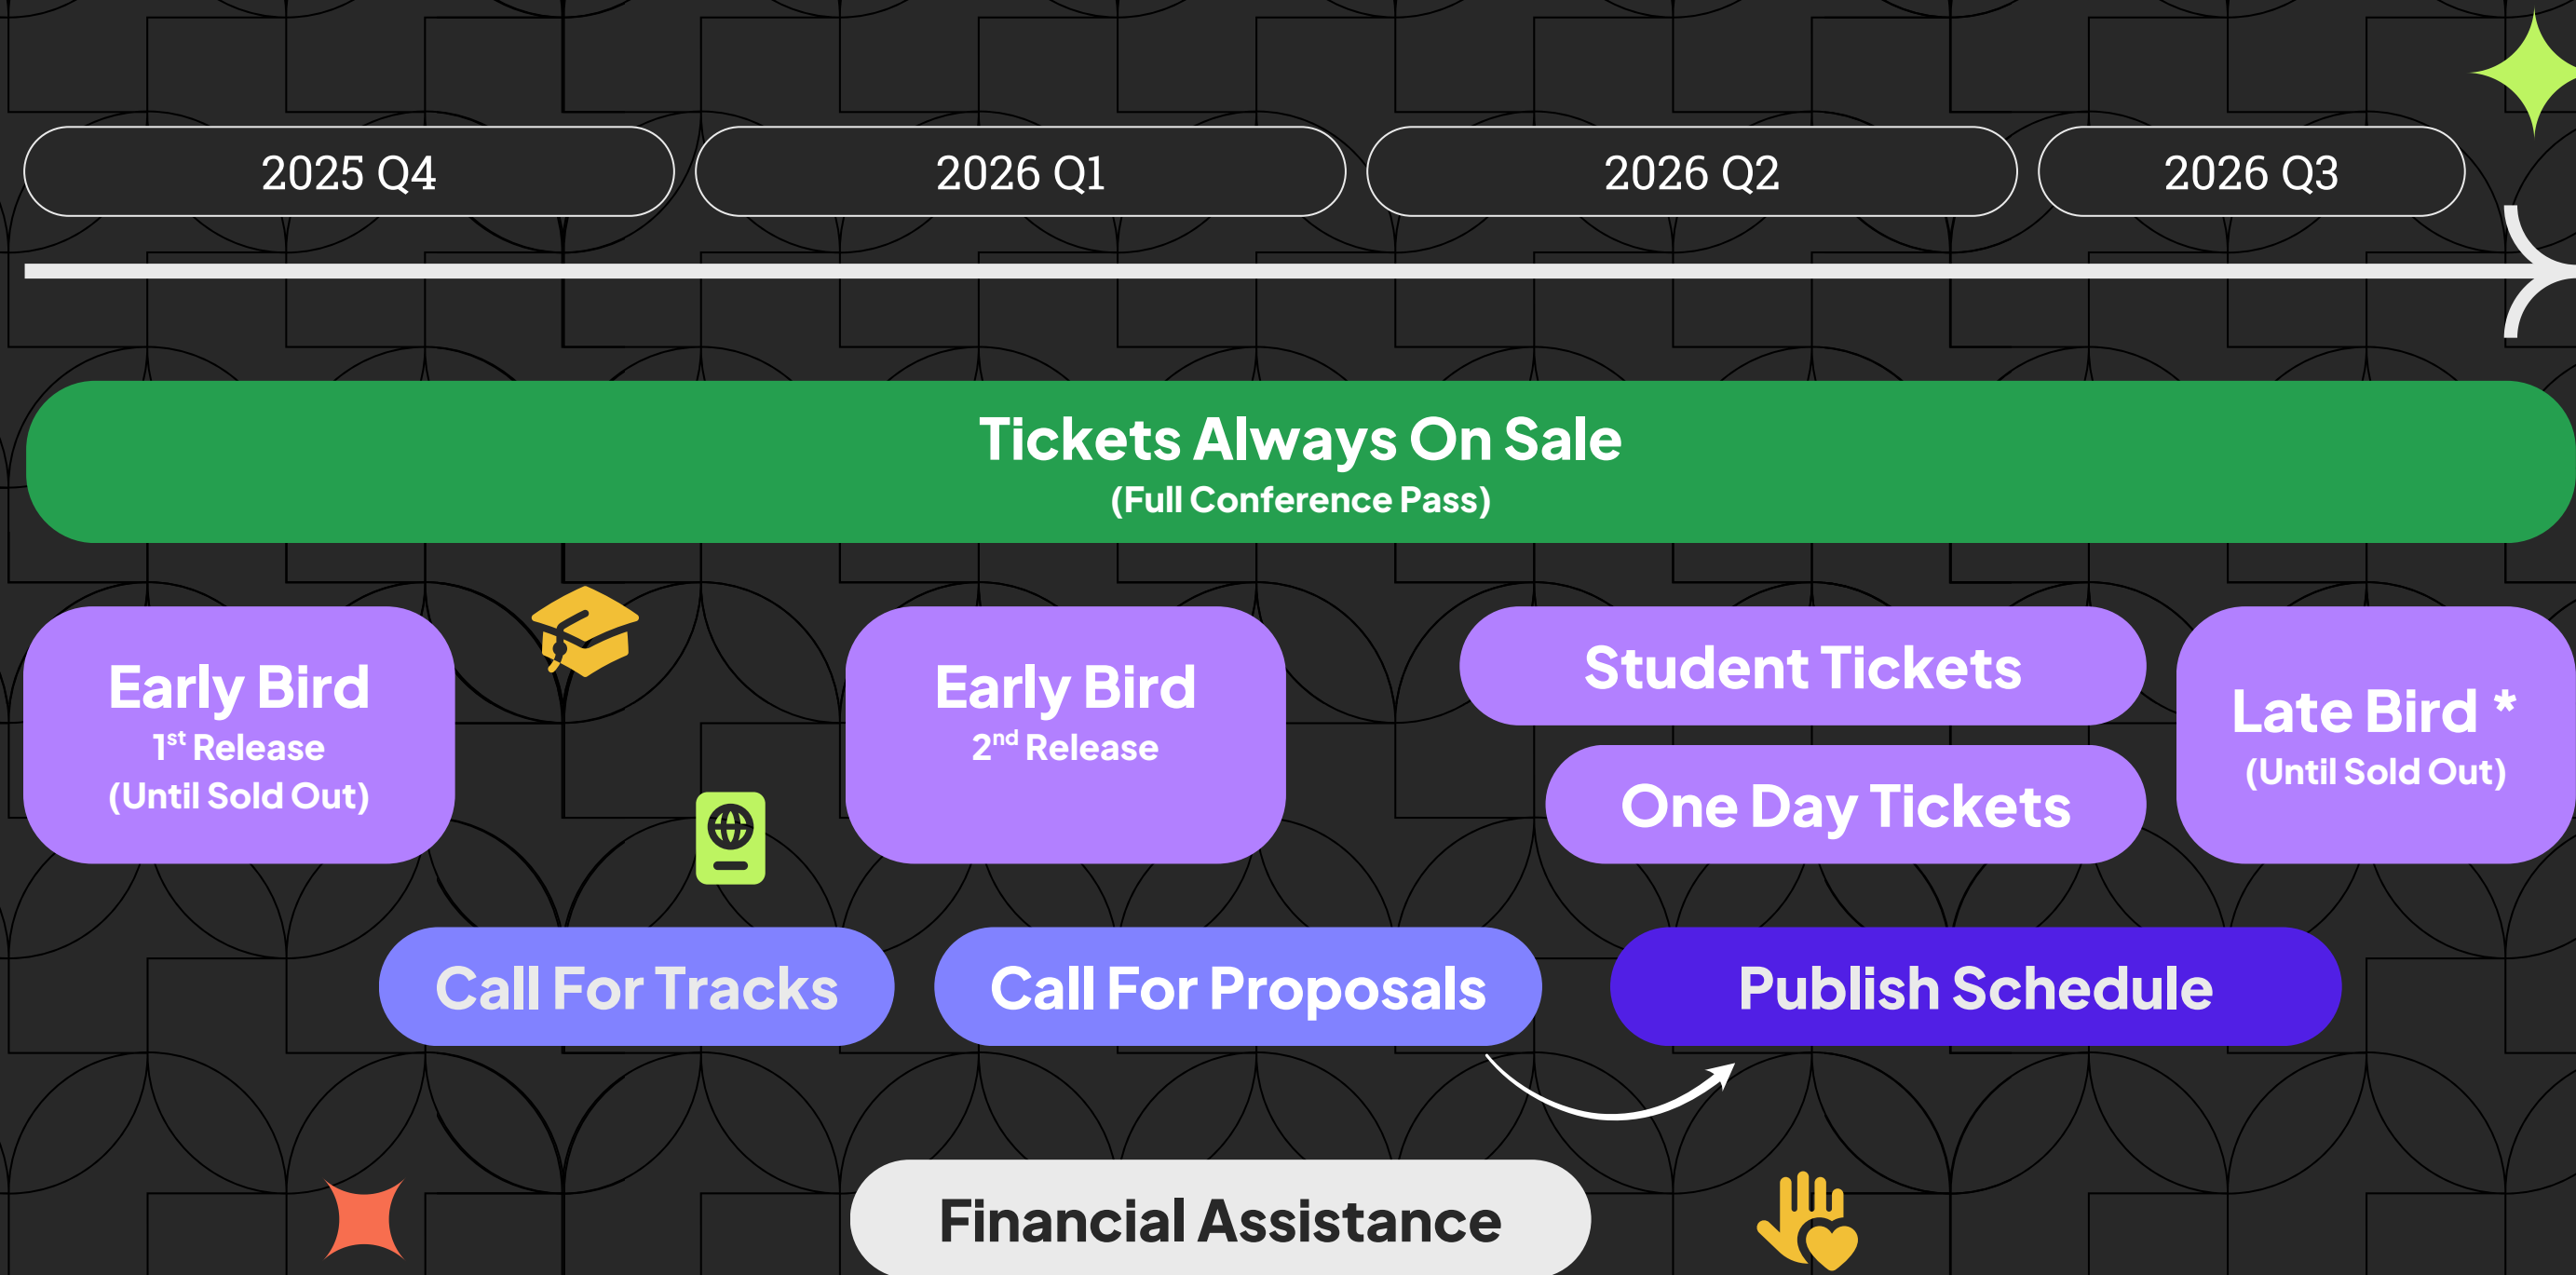 2025 Q4
2026 Q1
2026 Q2
2026 Q3
Tickets Always On Sale
(Full Conference Pass)
Early Bird
1st Release
(Until Sold Out)
Early Bird
2nd Release
Student Tickets
One Day Tickets
Late Bird *
(Until Sold Out)
Call For Tracks
Call For Proposals
Publish Schedule
Financial Assistance